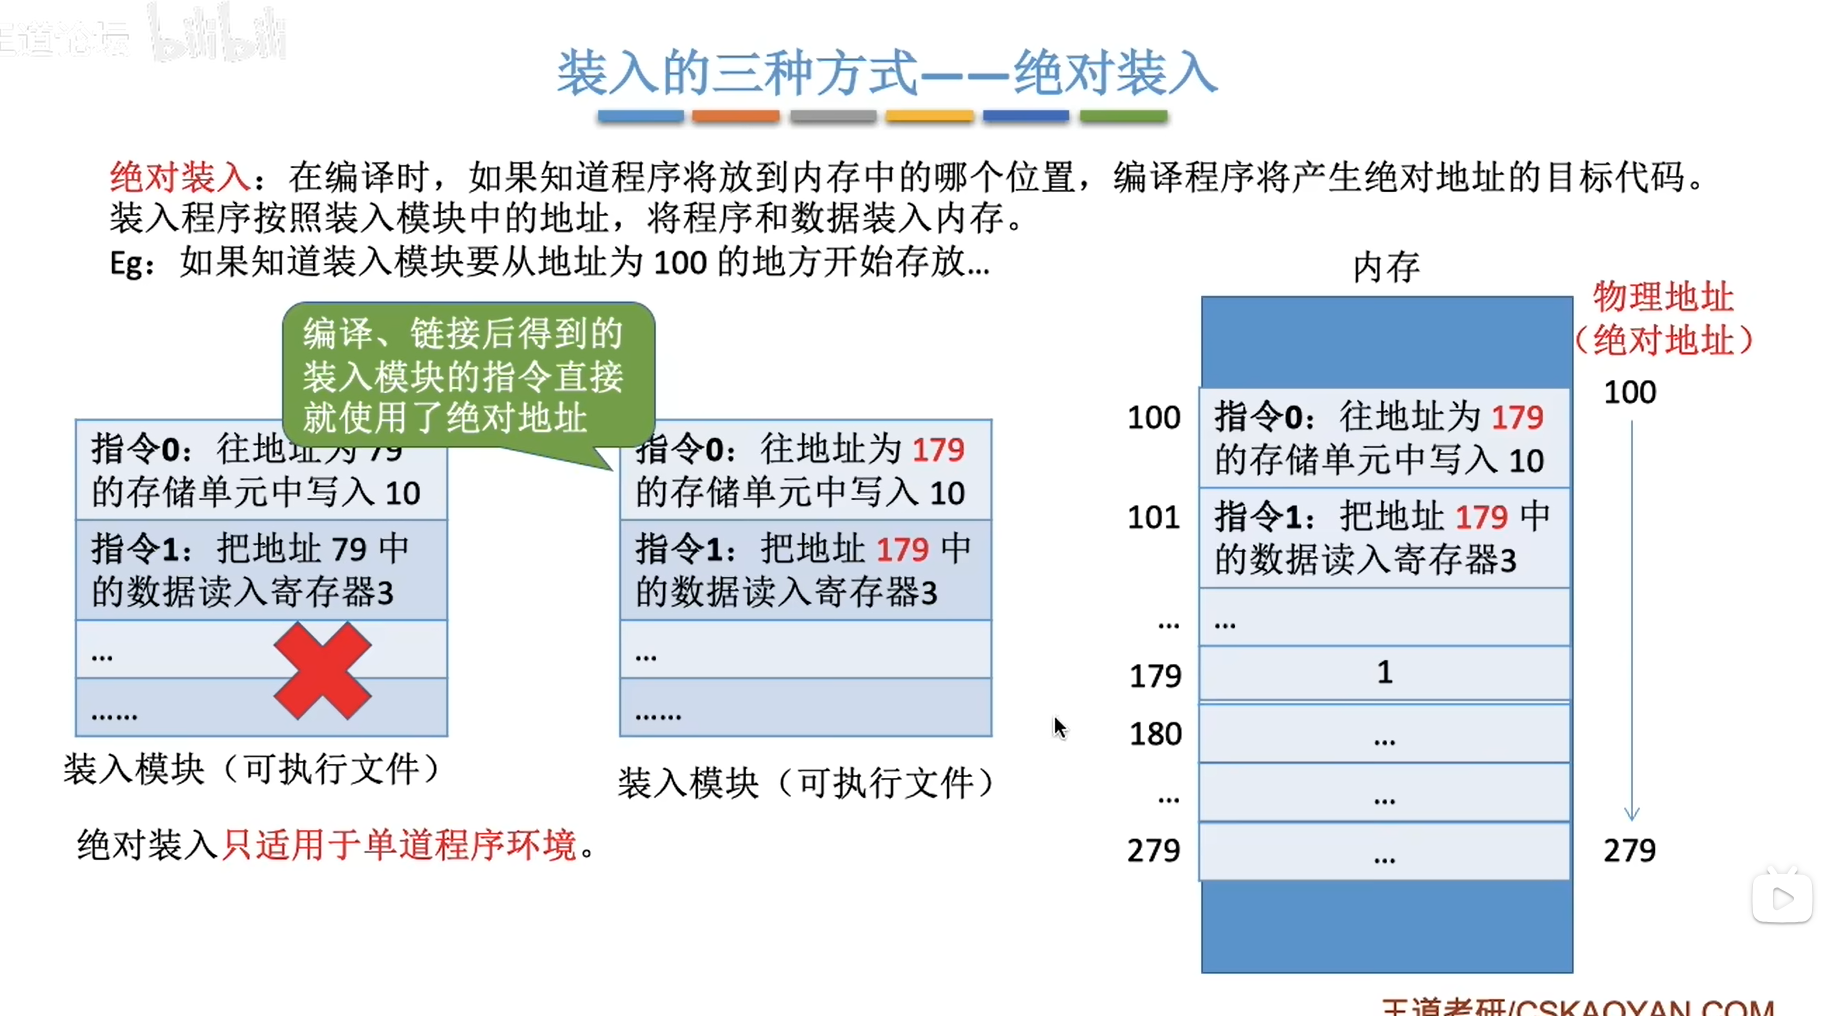 道论坛 bilibili
装入的三种方式——绝对装入
绝对装入：在编译时，如果知道程序将放到内存中的哪个位置，编译程序将产生绝对地址的目标代码。
装入程序按照装入模块中的地址，将程序和数据装入内存。
Eg：如果知道装入模块要从地址为 100 的地方开始存放...
编译、链接后得到的
装入模块的指令直接
就使用了绝对地址
指令0：往地址为 79
的存储单元中写入 10
指令1：把地址 79 中
的数据读入寄存器3
...
......
装入模块（可执行文件）
指令0：往地址为 179
的存储单元中写入 10
指令1：把地址 179 中
的数据读入寄存器3
...
......
装入模块（可执行文件）
绝对装入只适用于单道程序环境。
内存
物理地址
（绝对地址）
100
100
指令0：往地址为 179
的存储单元中写入 10
101
指令1：把地址 179 中
的数据读入寄存器3
...
...
179
1
180
...
...
...
279
...
279
王道考研/CSKAOYAN.COM